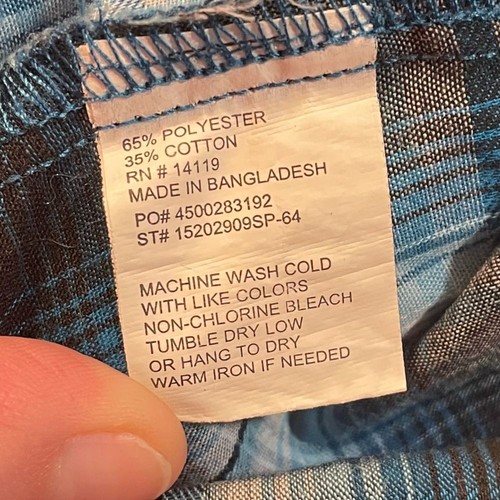 65% POLYESTER
35% COTTON
RN # 14119
MADE IN BANGLADESH
PO# 4500283192
ST# 15202909SP-64
MACHINE WASH COLD
WITH LIKE COLORS
NON-CHLORINE BLEACH
TUMBLE DRY LOW
OR HANG TO DRY
WARM IRON IF NEEDED